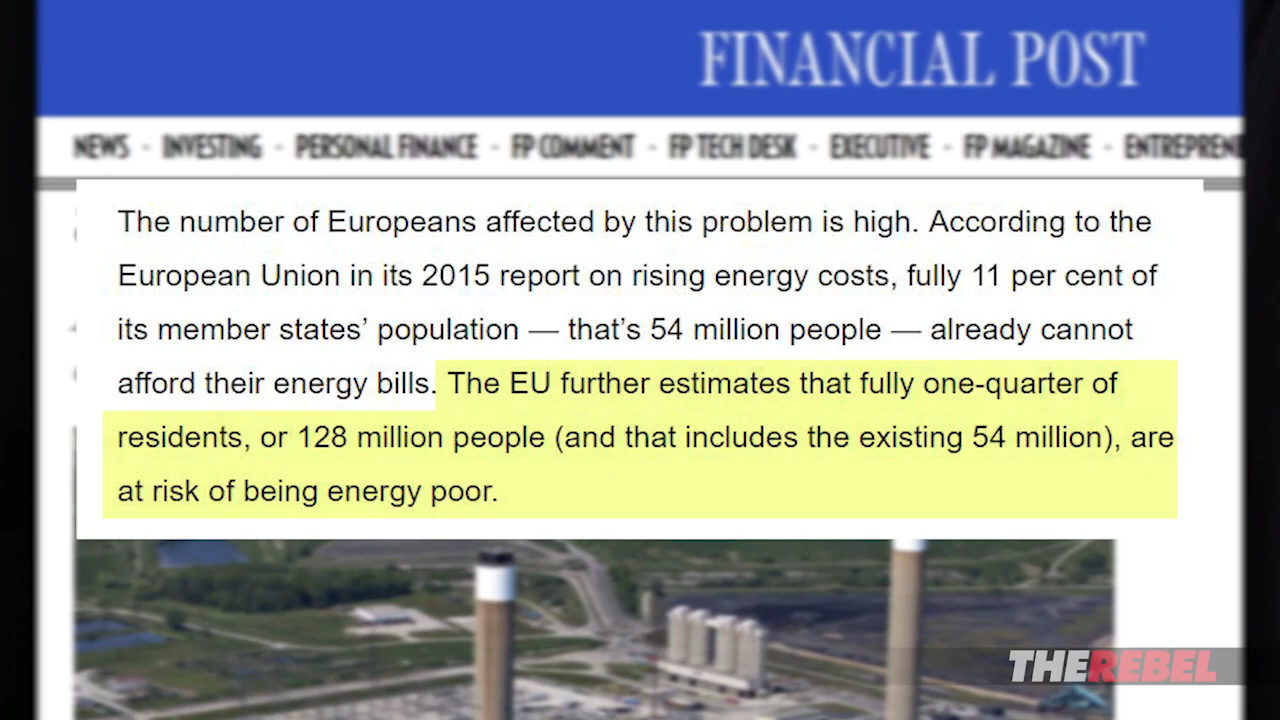 FINANCIAL POST
NEWS - INVESTING - PERSONAL FINANCE - FP COMMENT - FP TECH DESK - EXECUTIVE - FP MAGAZINE - ENTREPREN
The number of Europeans affected by this problem is high. According to the
European Union in its 2015 report on rising energy costs, fully 11 per cent of
its member states’ population — that’s 54 million people — already cannot
afford their energy bills. The EU further estimates that fully one-quarter of
residents, or 128 million people (and that includes the existing 54 million), are
at risk of being energy poor.
THEREBEL